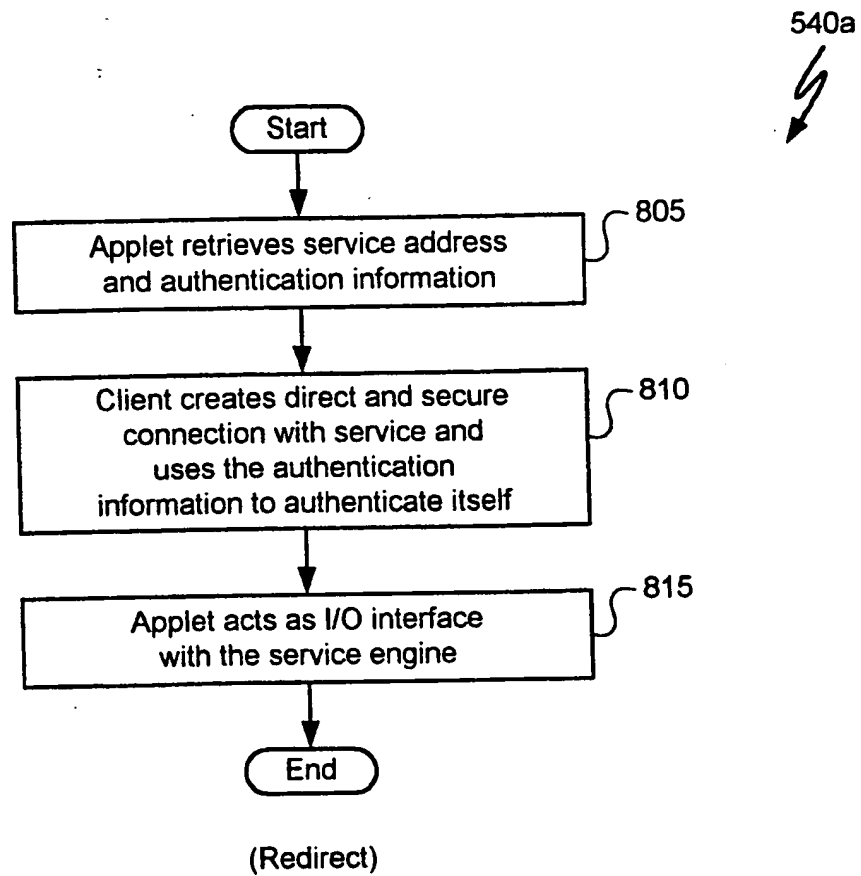 540a
Start
Applet retrieves service address
and authentication information
805
Client creates direct and secure
connection with service and
uses the authentication
information to authenticate itself
810
Applet acts as I/O interface
with the service engine
815
End
(Redirect)